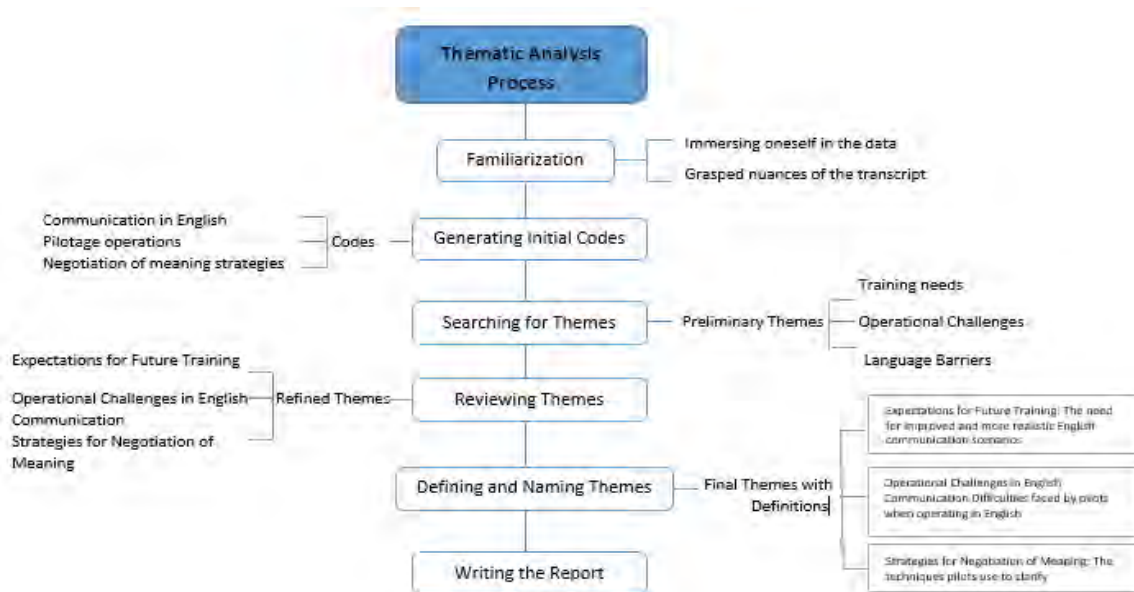 Thematic Analysis
Process
Familiarization
Immersing oneself in the data
Grasped nuances of the transcript
Communication in English
Pilotage operations
Negotiation of meaning strategies
Codes
Generating Initial Codes
Searching for Themes
Preliminary Themes
Training needs
Operational Challenges
Language Barriers
Expectations for Future Training
Operational Challenges in English
Communication
Strategies for Negotiation of
Meaning
Refined Themes
Reviewing Themes
Defining and Naming Themes
Final Themes with
Definitions
Expectations for Future Training: The need
for improved and more realistic English
communication scenarios
Operational Challenges in English
Communication Difficulties faced by pilots
when operating in English
Strategies for Negotiation of Meaning: The
techniques pilots use to clarify
Writing the Report